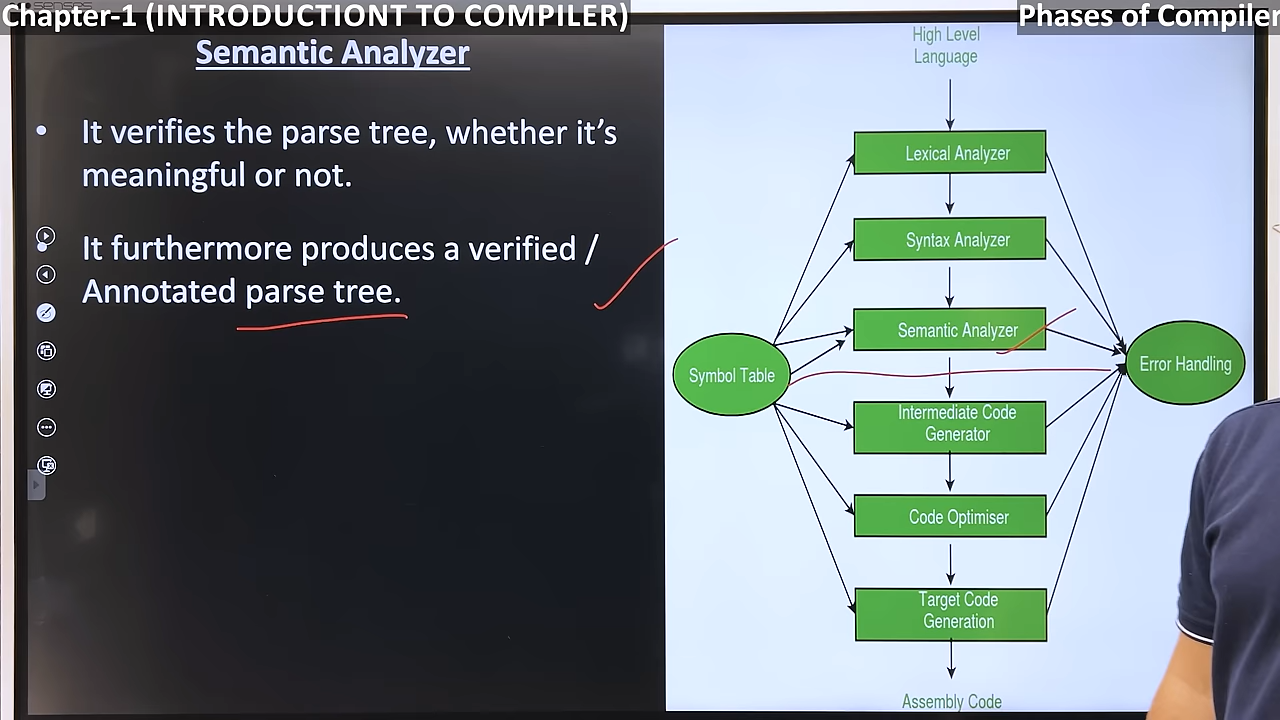 Chapter-1 (INTRODUCTIONT TO COMPILER)
Phases of Compiler
Semantic Analyzer
• It verifies the parse tree, whether it's
meaningful or not.
• It furthermore produces a verified /
Annotated parse tree.
High Level
Language
Lexical Analyzer
Syntax Analyzer
Semantic Analyzer
Symbol Table
Error Handling
Intermediate Code
Generator
Code Optimiser
Target Code
Generation
Assembly Code